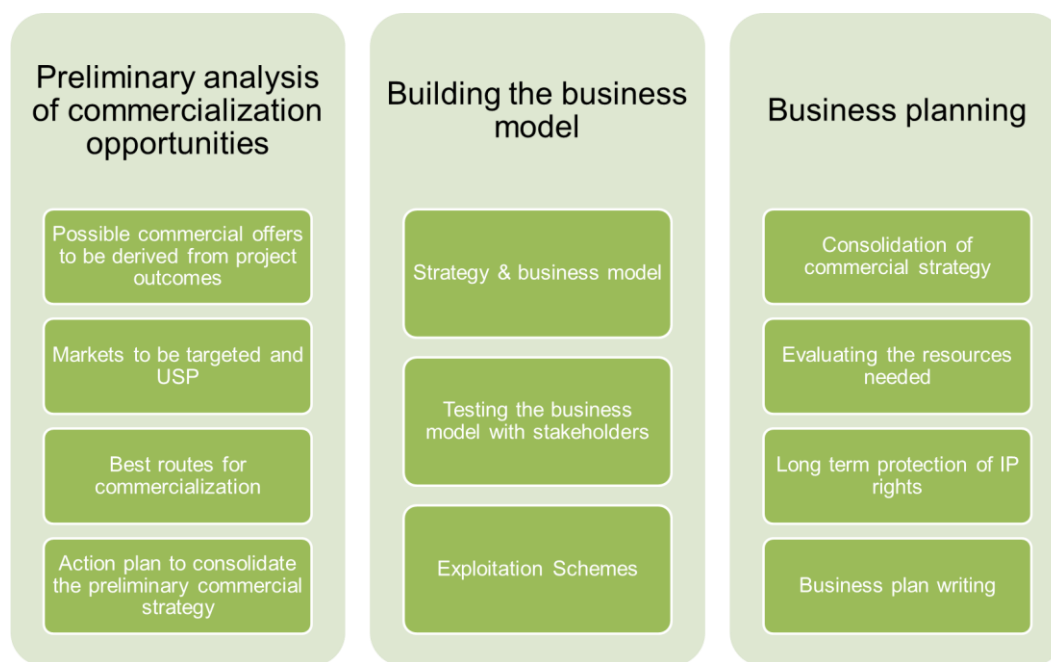 Preliminary analysis
of commercialization
opportunities
Possible commercial offers
to be derived from project
outcomes
Markets to be targeted and
USP
Best routes for
commercialization
Action plan to consolidate
the preliminary commercial
strategy
Building the business
model
Strategy & business model
Testing the business
model with stakeholders
Exploitation Schemes
Business planning
Consolidation of
commercial strategy
Evaluating the resources
needed
Long term protection of IP
rights
Business plan writing